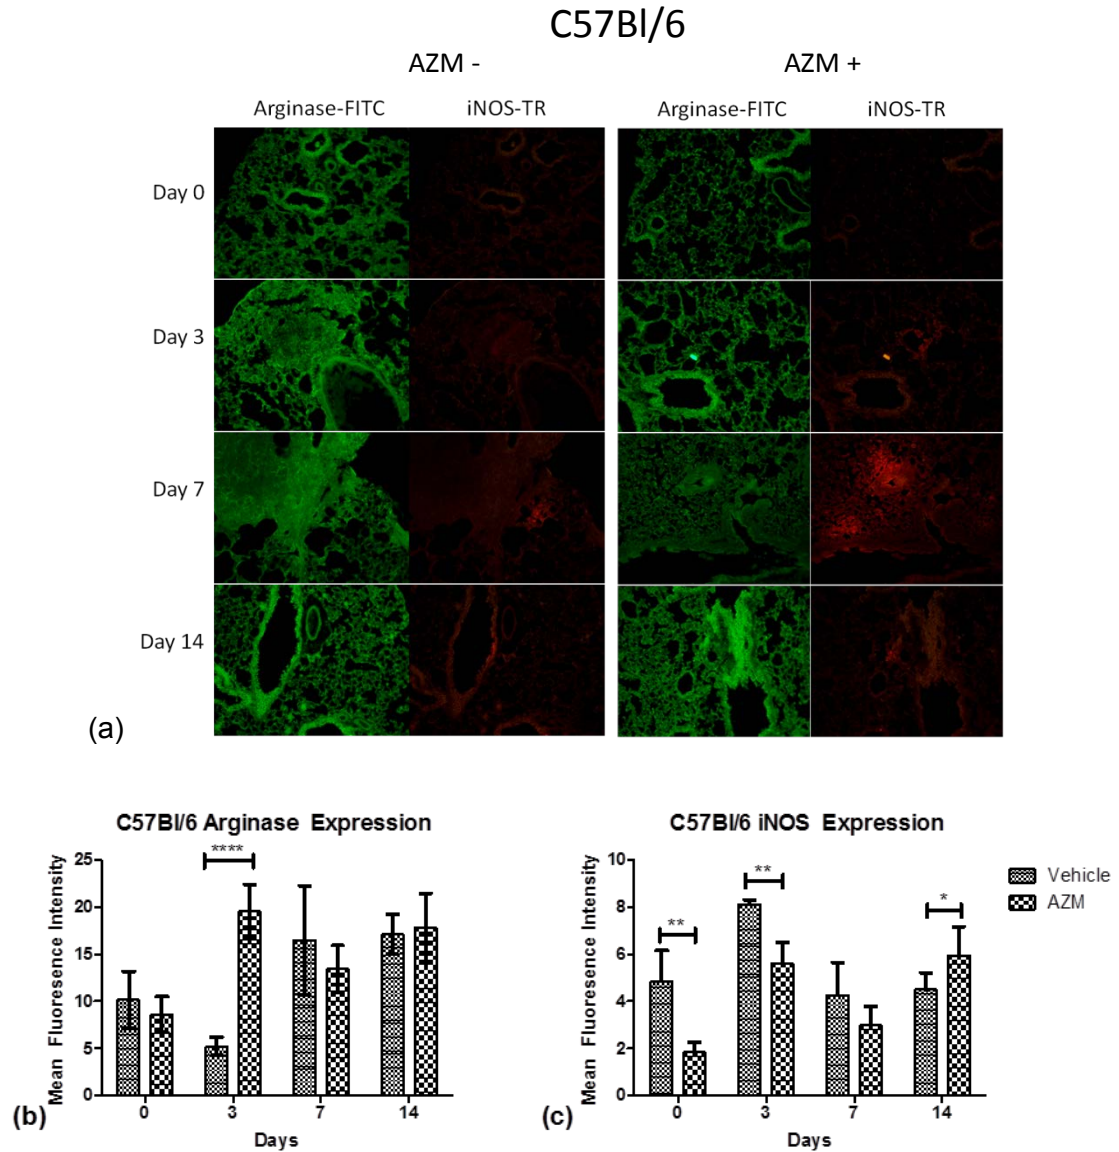 C57Bl/6
AZM - AZM +
Arginase-FITC iNOS-TR Arginase-FITC iNOS-TR
Day 0
Day 3
Day 7
Day 14
(a)
C57Bl/6 Arginase Expression
Mean Fluoresence Intensity
25
20
15
10
5
0
****
0 3 7 14
Days
(b)
C57Bl/6 iNOS Expression
Mean Fluoresence Intensity
10
8
6
4
2
0
**
**
*
0 3 7 14
Days
(c)
Vehicle
AZM